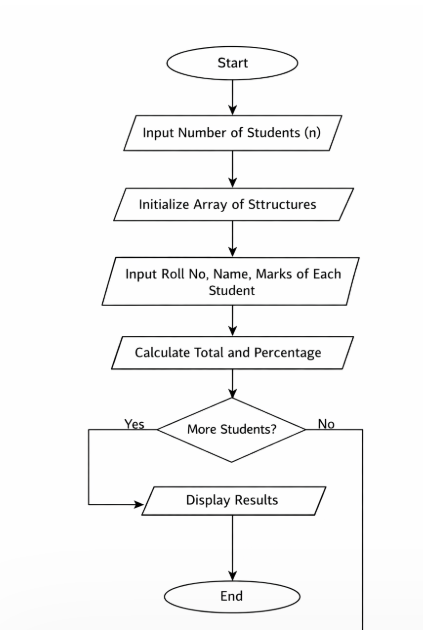 Start
Input Number of Students (n)
Initialize Array of Sttructures
Input Roll No, Name, Marks of Each
Student
Calculate Total and Percentage
More Students?
Yes
No
Display Results
End